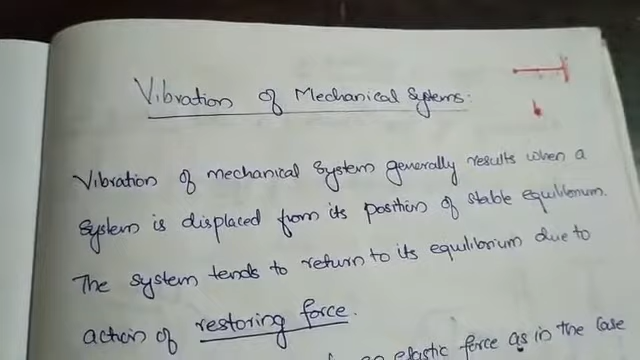 Vibration of Mechanical Systems:
Vibration of mechanical system generally results when a
system is displaced from its position of stable equilibrium.
The system tends to return to its equilibrium due to
action of restoring force.
an elastic force as in the case